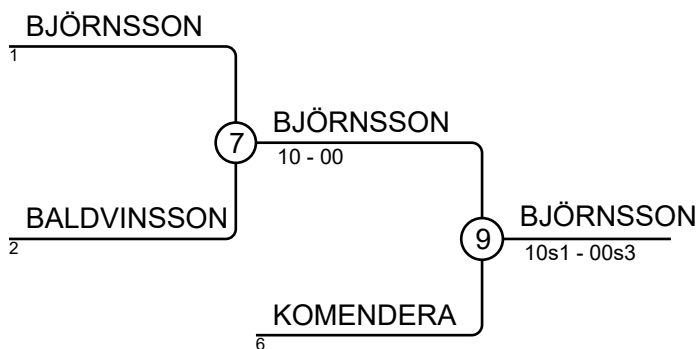 BJÖRNSSON
1
7
BJÖRNSSON
10 - 00
BALDVINSSON
2
9
BJÖRNSSON
10s1 - 00s3
KOMENDERA
6